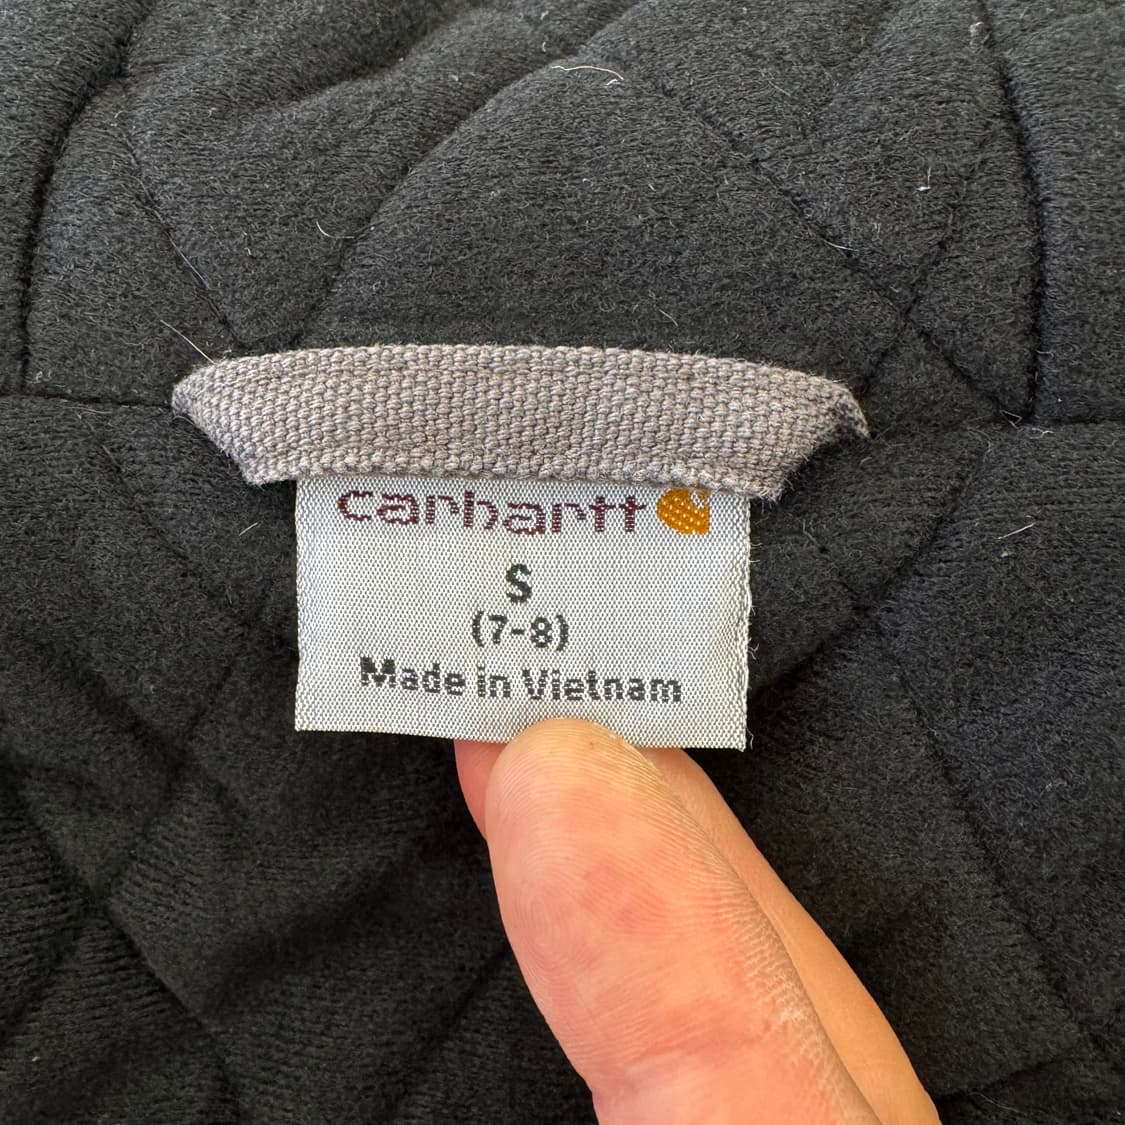 carhartt
S
(7-8)
Made in Vietnam